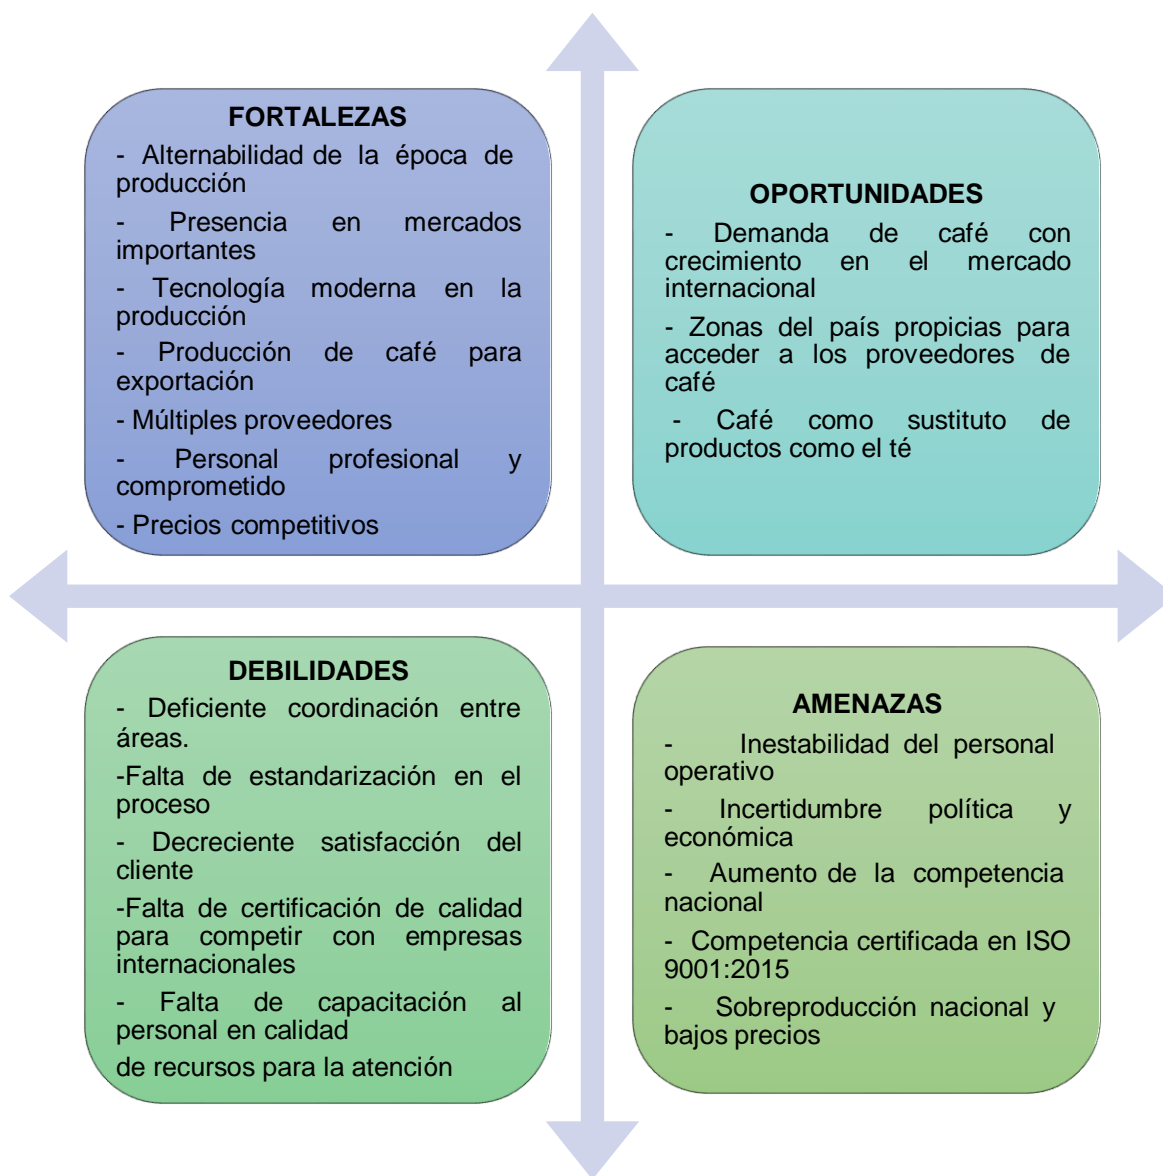 FORTALEZAS
- Alternabilidad de la época de
producción
- Presencia en mercados
importantes
- Tecnología moderna en la
producción
- Producción de café para
exportación
- Múltiples proveedores
- Personal profesional y
comprometido
- Precios competitivos
OPORTUNIDADES
- Demanda de café con
crecimiento en el mercado
internacional
- Zonas del país propicias para
acceder a los proveedores de
café
- Café como sustituto de
productos como el té
DEBILIDADES
- Deficiente coordinación entre
áreas.
-Falta de estandarización en el
proceso
- Decreciente satisfacción del
cliente
-Falta de certificación de calidad
para competir con empresas
internacionales
- Falta de capacitación al
personal en calidad
de recursos para la atención
AMENAZAS
- Inestabilidad del personal
operativo
- Incertidumbre política y
económica
- Aumento de la competencia
nacional
- Competencia certificada en ISO
9001:2015
- Sobreproducción nacional y
bajos precios